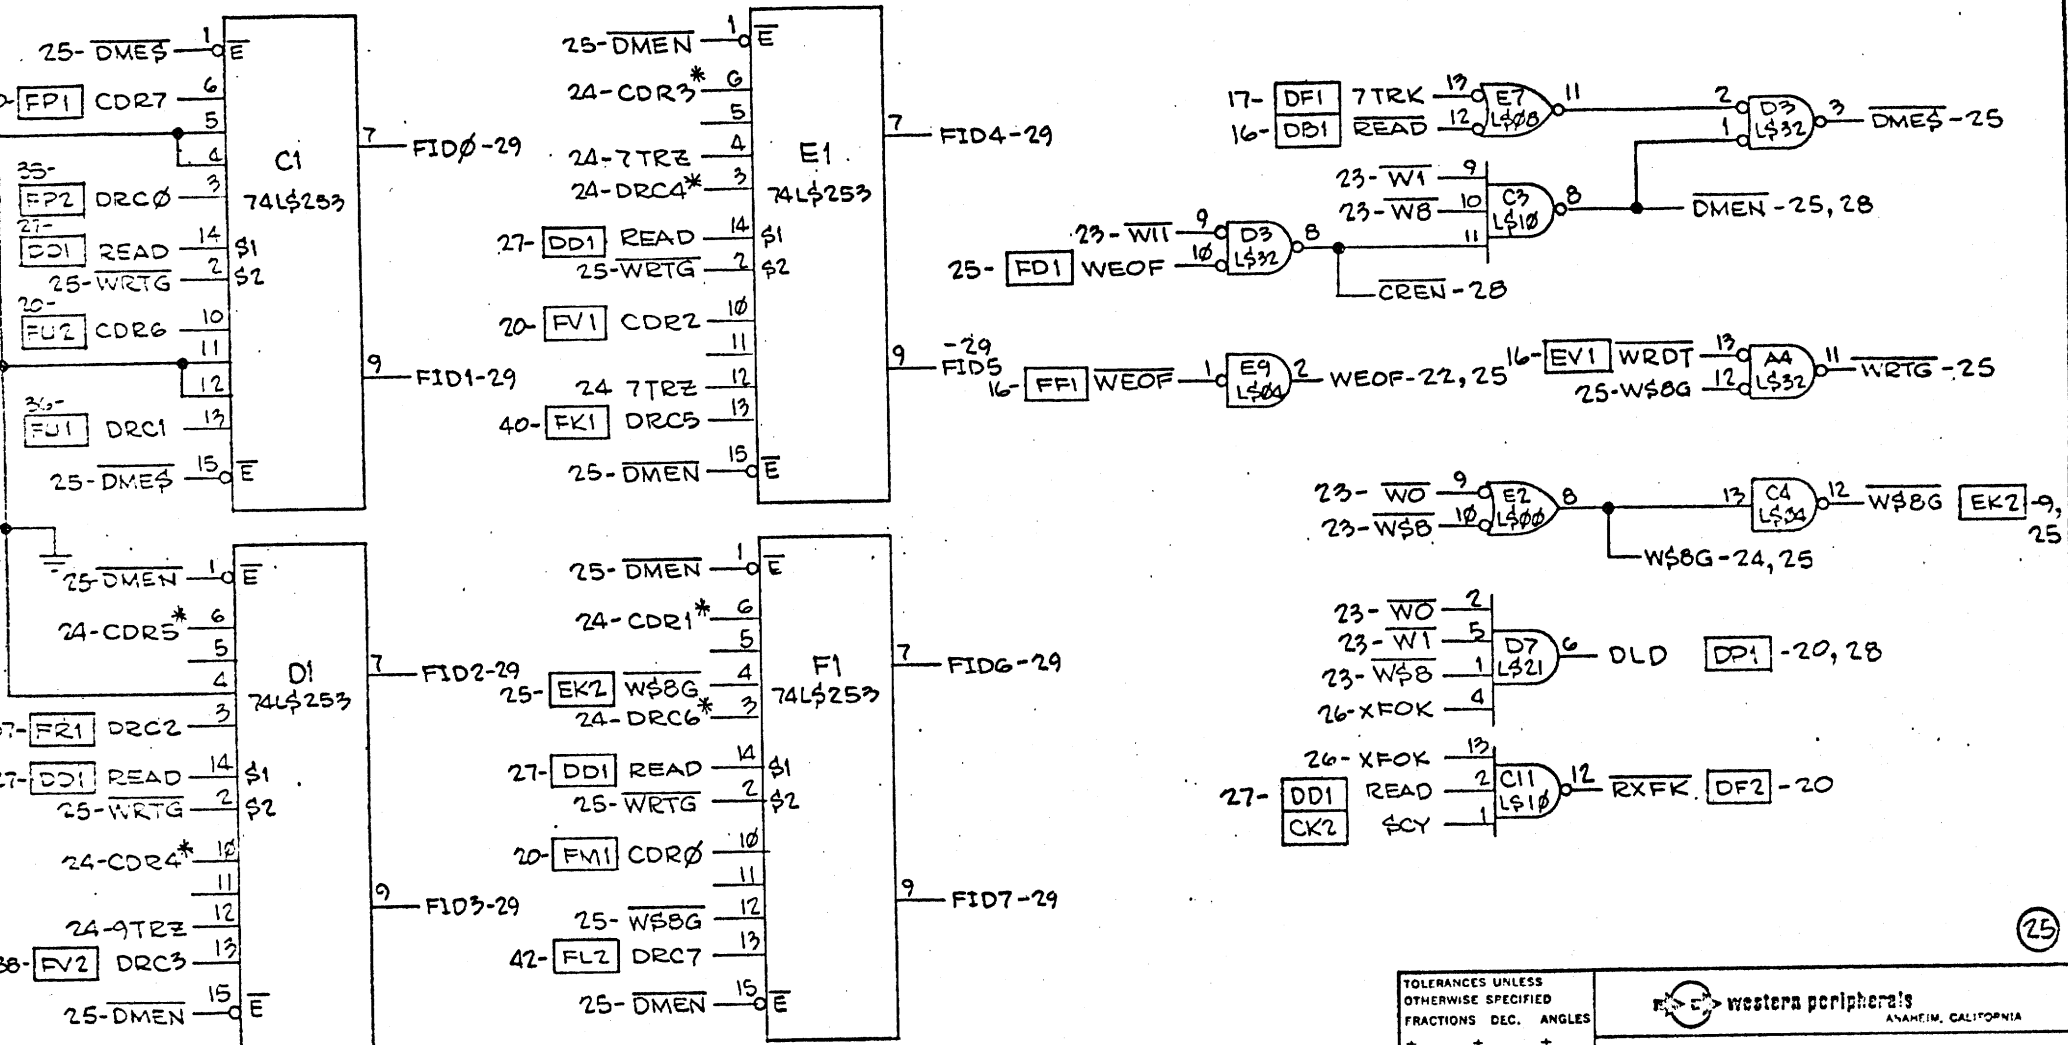 25-DMES 1 E
FP1 CDR7 6
5
4
35-
FP2 DRCØ 3
27-
DD1 READ 14 S1
25-WRTG 2 S2
20-
FU2 CDR6 10
11
12
36-
FU1 DRC1 13
25-DMES 15 E
C1
74LS253
7 FIDØ-29
9 FID1-29
25-DMEN 1 E
24-CDR5* 6
5
4
FR1 DRC2 3
27-DD1 READ 14 S1
25-WRTG 2 S2
24-CDR4* 1Ø
11
24-9TRZ 12
38-FV2 DRC3 13
25-DMEN 15 E
D1
74LS253
7 FID2-29
9 FID3-29
25-DMEN 1 E
24-CDR3* 6
5
24-7TRZ 4
24-DRC4* 3
27-DD1 READ 14 S1
25-WRTG 2 S2
20-FV1 CDR2 1Ø
11
24 7TRZ 12
40-FK1 DRC5 13
25-DMEN 15 E
E1
74LS253
7 FID4-29
9 -29
FID5
25-DMEN 1 E
24-CDR1* 6
5
25-EK2 WS8G 4
24-DRC6* 3
27-DD1 READ 14 S1
25-WRTG 2 S2
20-FM1 CDRØ 1Ø
11
25-WS8G 12
42-FL2 DRC7 13
25-DMEN 15 E
F1
74LS253
7 FID6-29
9 FID7-29
17-DF1 7TRK 13 E7 11
16-DB1 READ 12 LSØ8
2 D3 3 DMES-25
1 LS32
23-W1 9
23-W8 10 C3 8 DMEN-25,28
11 LS1Ø
23-W11 9 D3 8
25-FD1 WEOF 1Ø LS32
CREN-28
16-FF1 WEOF 1 E9 2 WEOF-22,25
LSØ4
16-EV1 WRDT 13 A4 11 WRTG-25
25-WS8G 12 LS32
23-WO 9 E2 8
23-WS8 1Ø LSØØ
13 C4 12 WS8G EK2-9,
LSØ4 25
WS8G-24,25
23-WO 2
23-W1 5 D7 6 DLD DP1-20,28
23-WS8 1 LS21
26-XFOK 4
26-XFOK 13
27-DD1 READ 2 C11 12 RXFK DF2-20
CK2 SCY 1 LS1Ø
25
TOLERANCES UNLESS
OTHERWISE SPECIFIED
FRACTIONS DEC. ANGLES
± ± ±
western peripherals
ANAHEIM, CALIFORNIA